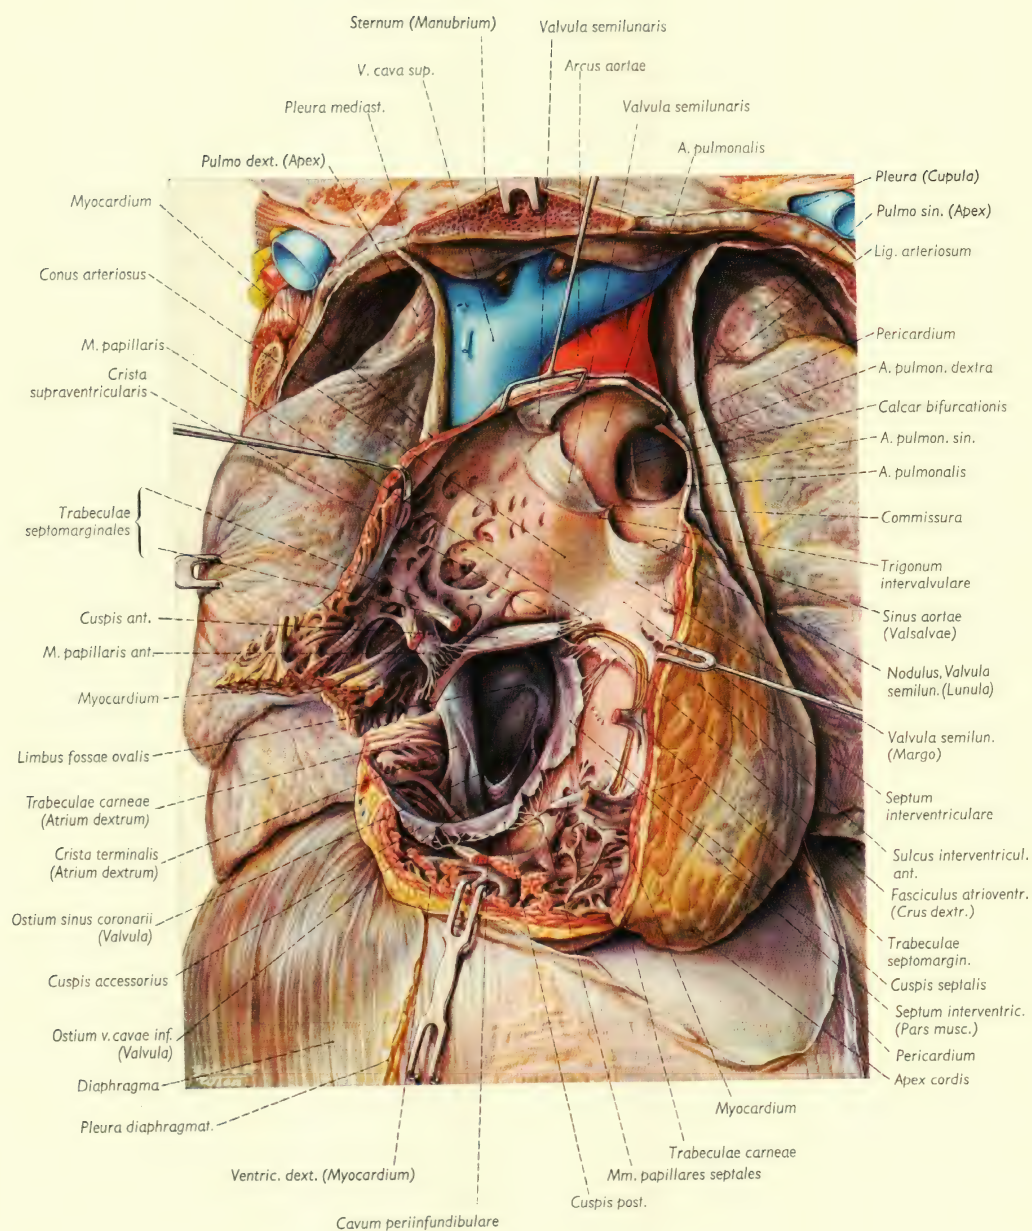 Sternum (Manubrium)
Valvula semilunaris
V. cava sup.
Arcus aortae
Pleura mediast.
Valvula semilunaris
Pulmo dext. (Apex)
A. pulmonalis
Myocardium
Pleura (Cupula)
Pulmo sin. (Apex)
Conus arteriosus
Lig. arteriosum
M. papillaris
Pericardium
Crista
supraventricularis
A. pulmon. dextra
Calcar bifurcationis
A. pulmon. sin.
A. pulmonalis
Trabeculae
septomarginales
Commissura
Trigonum
intervalvulare
Cuspis ant.
Sinus aortae
(Valsalvae)
M. papillaris ant.
Nodulus, Valvula
semilun. (Lunula)
Myocardium
Valvula semilun.
(Margo)
Limbus fossae ovalis
Trabeculae carneae
(Atrium dextrum)
Septum
interventriculare
Crista terminalis
(Atrium dextrum)
Sulcus interventricul.
ant.
Fasciculus atrioventr.
(Crus dextr.)
Ostium sinus coronarii
(Valvula)
Trabeculae
septomargin.
Cuspis accessorius
Cuspis septalis
Septum interventric.
(Pars musc.)
Ostium v. cavae inf.
(Valvula)
Pericardium
Diaphragma
Apex cordis
Pleura diaphragmat.
Myocardium
Trabeculae carneae
Ventric. dext. (Myocardium)
Mm. papillares septales
Cuspis post.
Cavum periinfundibulare